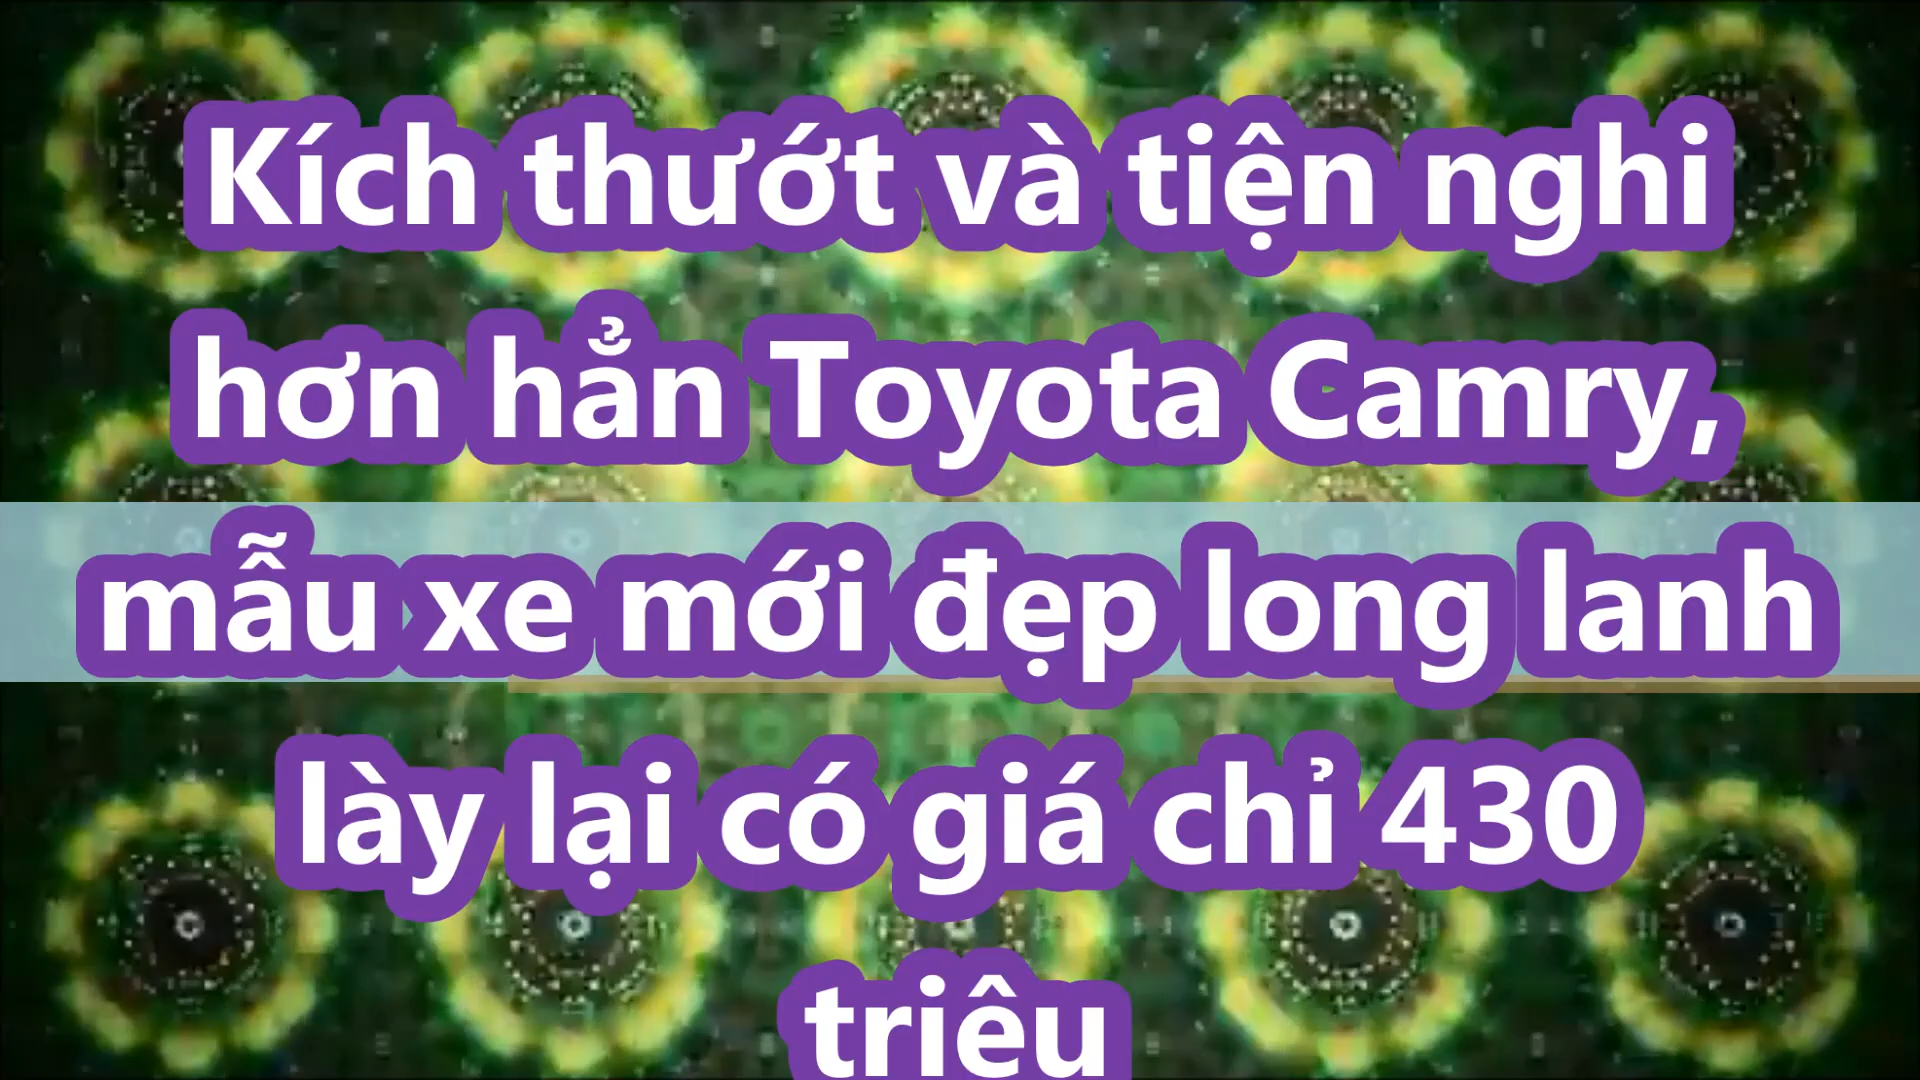 Kích thướt và tiện nghi
hơn hẳn Toyota Camry,
mẫu xe mới đẹp long lanh
lày lại có giá chỉ 430
triêu